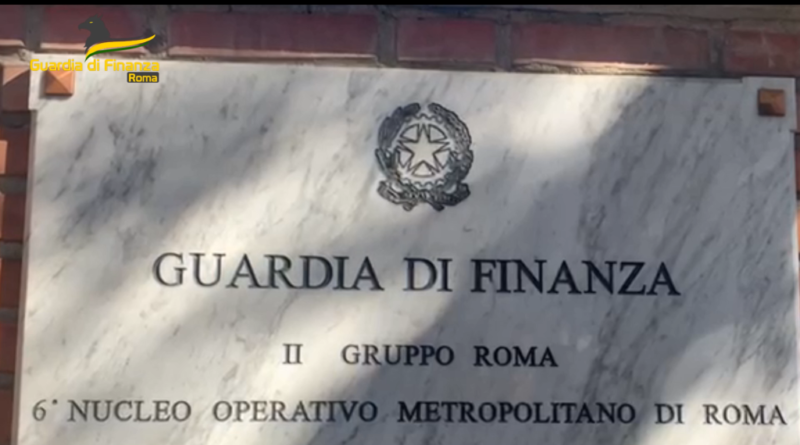 Guardia di Finanza
Roma
GUARDIA DI FINANZA
II GRUPPO ROMA
6° NUCLEO OPERATIVO METROPOLITANO DI ROMA